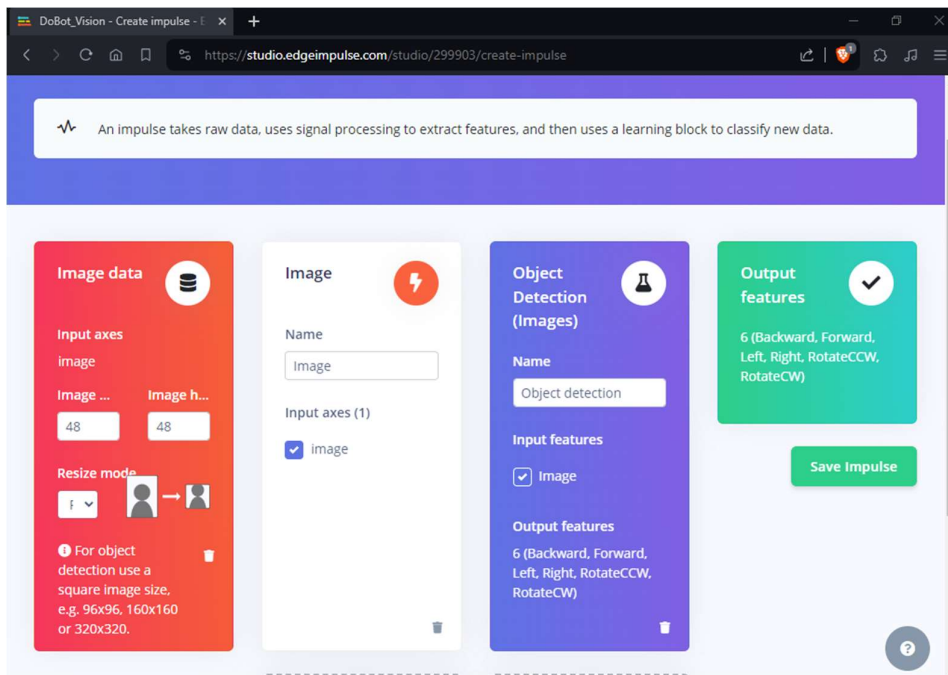 DoBot_Vision - Create impulse - E
https://studio.edgeimpulse.com/studio/299903/create-impulse
1
An impulse takes raw data, uses signal processing to extract features, and then uses a learning block to classify new data.
Image data
Input axes
image
Image ...
Image h...
48
48
Resize mode
For object
detection use a
square image size,
e.g. 96x96, 160x160
or 320x320.
Image
Name
Image
Input axes (1)
image
Object
Detection
(Images)
Name
Object detection
Input features
Image
Output features
6 (Backward, Forward,
Left, Right, RotateCCW,
RotateCW)
Output
features
6 (Backward, Forward,
Left, Right, RotateCCW,
RotateCW)
Save Impulse